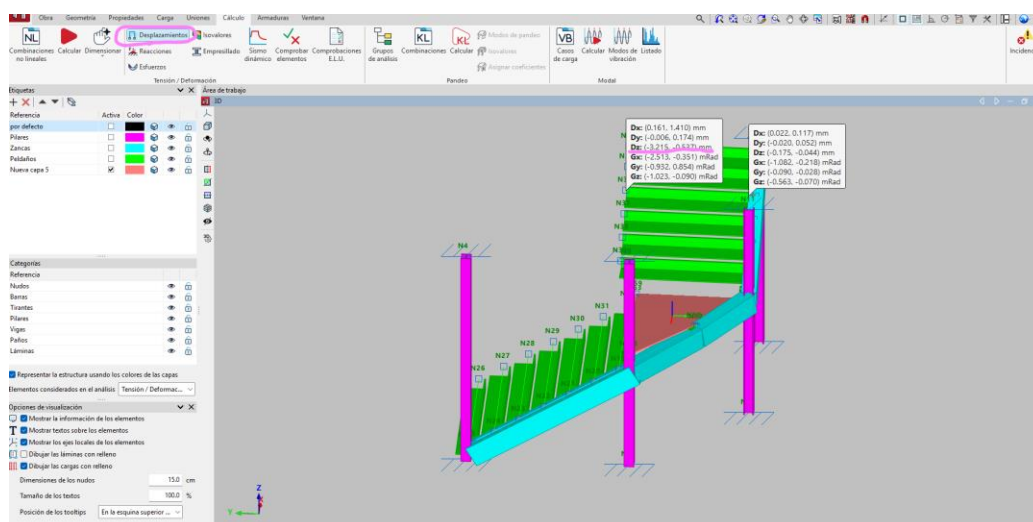 Obra Geometría Propiedades Carga Uniones Cálculo Armaduras Ventana
NL
Combinaciones no lineales
Calcular
Dimensionar
Desplazamientos
Reacciones
Esfuerzos
Isovalores
Empresillado
Sismo dinámico
Comprobar elementos
Comprobaciones E.L.U.
Tensión / Deformación
Grupos de análisis
KL
Combinaciones
KL
Calcular
Modos de pandeo
Isovalores
Asignar coeficientes
Pandeo
VB
Casos de carga
Calcular
Modos de vibración
Listado
Modal
Incidenc
Etiquetas
Referencia Activa Color
por defecto
Pilares
Zancas
Peldaños
Nueva capa 5
Categorías
Referencia
Nudos
Barras
Tirantes
Pilares
Vigas
Paños
Láminas
Representar la estructura usando los colores de las capas
Elementos considerados en el análisis Tensión / Deformac...
Opciones de visualización
Mostrar la información de los elementos
T Mostrar textos sobre los elementos
Mostrar los ejes locales de los elementos
Dibujar las láminas con relleno
Dibujar las cargas con relleno
Dimensiones de los nudos 15.0 cm
Tamaño de los textos 100.0 %
Posición de los tooltips En la esquina superior ...
Área de trabajo
3D
Dx: (0.161, 1.410) mm
Dy: (-0.006, 0.174) mm
Dz: (-3.215, -0.537) mm
Gx: (-2.513, -0.351) mRad
Gy: (-0.932, 0.854) mRad
Gz: (-1.023, -0.090) mRad
Dx: (0.022, 0.117) mm
Dy: (-0.020, 0.052) mm
Dz: (-0.175, -0.044) mm
Gx: (-1.082, -0.218) mRad
Gy: (-0.090, -0.028) mRad
Gz: (-0.563, -0.070) mRad
N4
N31
N30
N29
N28
N27
N26
Z
Y